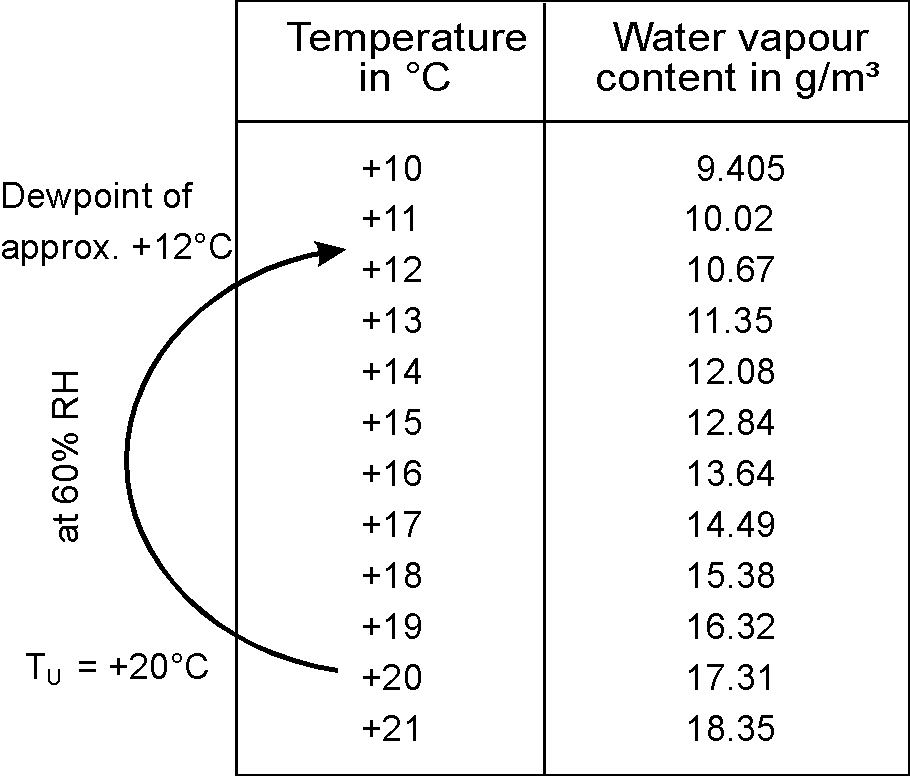 Temperature
in °C
Water vapour
content in g/m³
Dewpoint of
approx. +12°C
at 60% RH
TU = +20°C
+10 9.405
+11 10.02
+12 10.67
+13 11.35
+14 12.08
+15 12.84
+16 13.64
+17 14.49
+18 15.38
+19 16.32
+20 17.31
+21 18.35